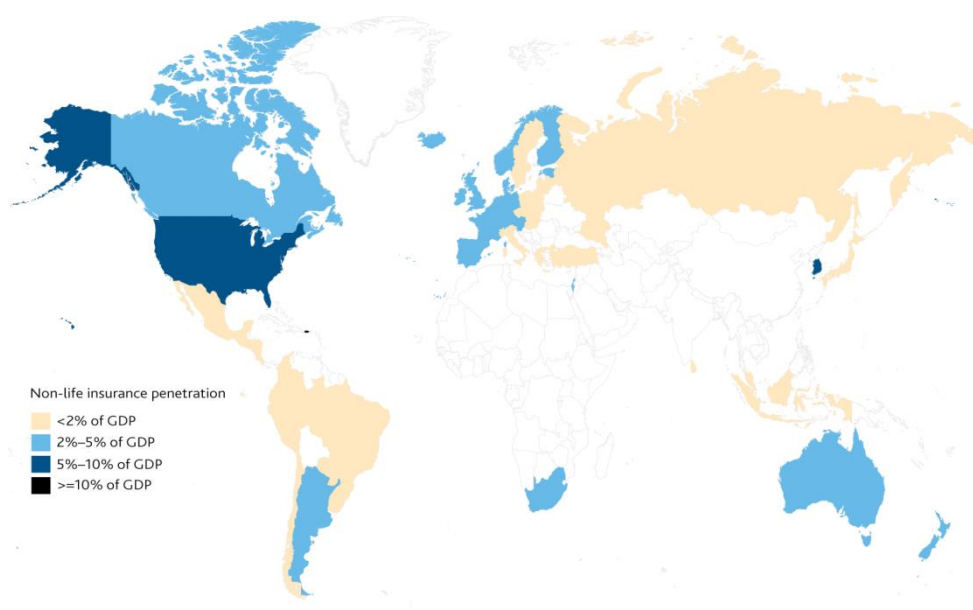 Non-life insurance penetration
<2% of GDP
2%–5% of GDP
5%–10% of GDP
>=10% of GDP